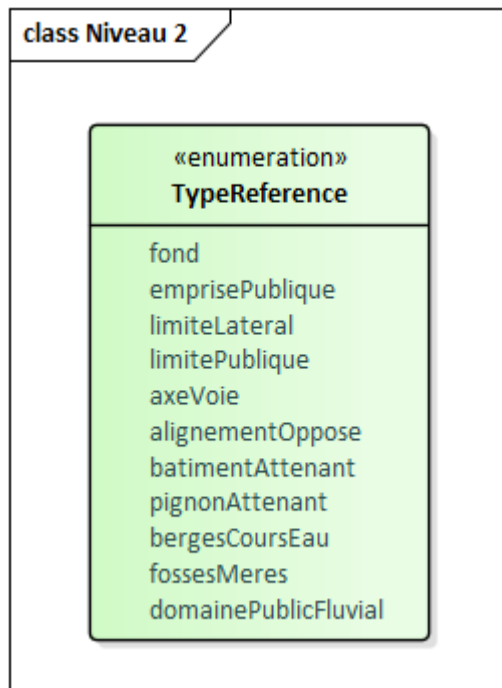 class Niveau 2
«enumeration»
TypeReference
fond
emprisePublique
limiteLateral
limitePublique
axeVoie
alignementOppose
batimentAttenant
pignonAttenant
bergesCoursEau
fossesMeres
domainePublicFluvial